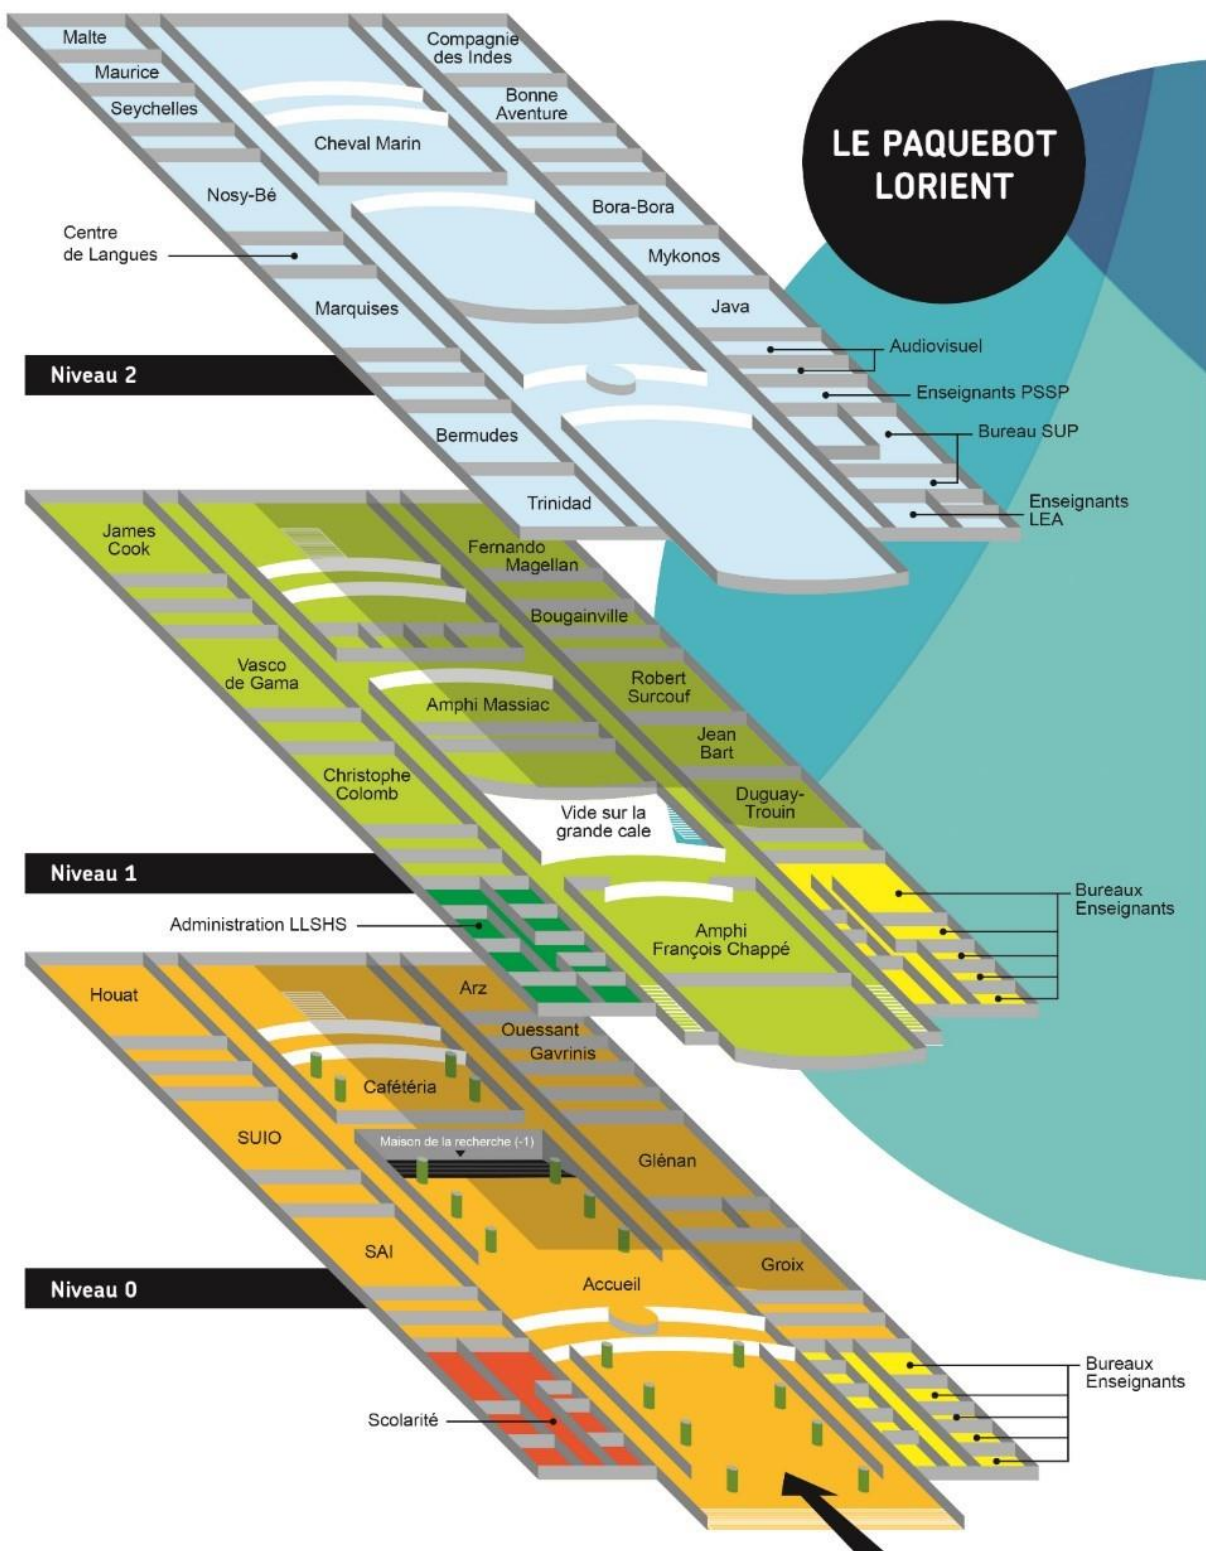 LE PAQUEBOT
LORIENT
Malte
Maurice
Seychelles
Nosy-Bé
Centre
de Langues
Marquises
Bermudes
Trinidad
Cheval Marin
Compagnie
des Indes
Bonne
Aventure
Bora-Bora
Mykonos
Java
Audiovisuel
Enseignants PSSP
Bureau SUP
Enseignants
LEA
Niveau 2
James
Cook
Vasco
de Gama
Christophe
Colomb
Administration LLSHS
Amphi Massiac
Vide sur la
grande cale
Amphi
François Chappé
Fernando
Magellan
Bougainville
Robert
Surcouf
Jean
Bart
Duguay-
Trouin
Bureaux
Enseignants
Niveau 1
Houat
SUIO
SAI
Scolarité
Cafétéria
Maison de la recherche (-1)
Accueil
Arz
Ouessant
Gavrinis
Glénan
Groix
Bureaux
Enseignants
Niveau 0